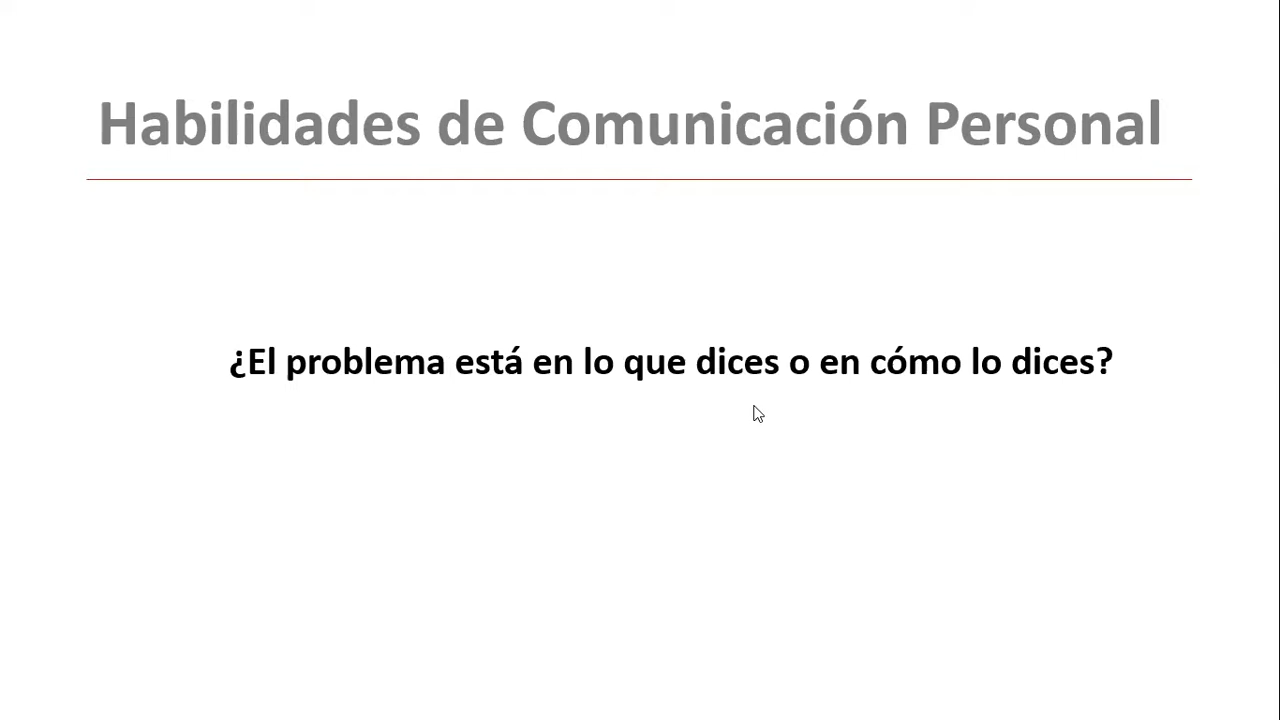 Habilidades de Comunicación Personal
¿El problema está en lo que dices o en cómo lo dices?